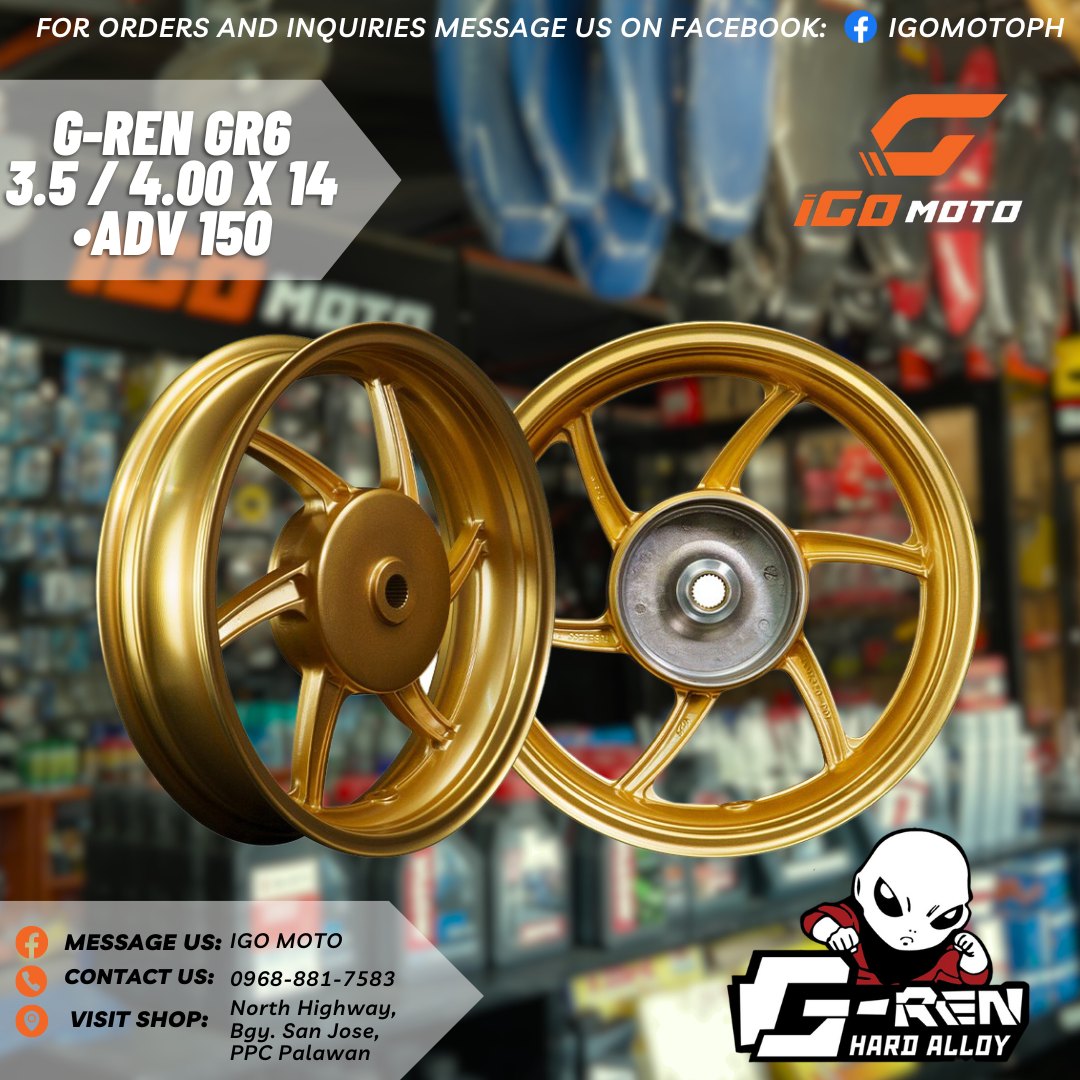 FOR ORDERS AND INQUIRIES MESSAGE US ON FACEBOOK: IGOMOTOPH
G-REN GR6
3.5 / 4.00 X 14
•ADV 150
iGO MOTO
iGO MOTO
MESSAGE US: IGO MOTO
CONTACT US: 0968-881-7583
VISIT SHOP: North Highway,
Bgy. San Jose,
PPC Palawan
G-REN
HARD ALLOY